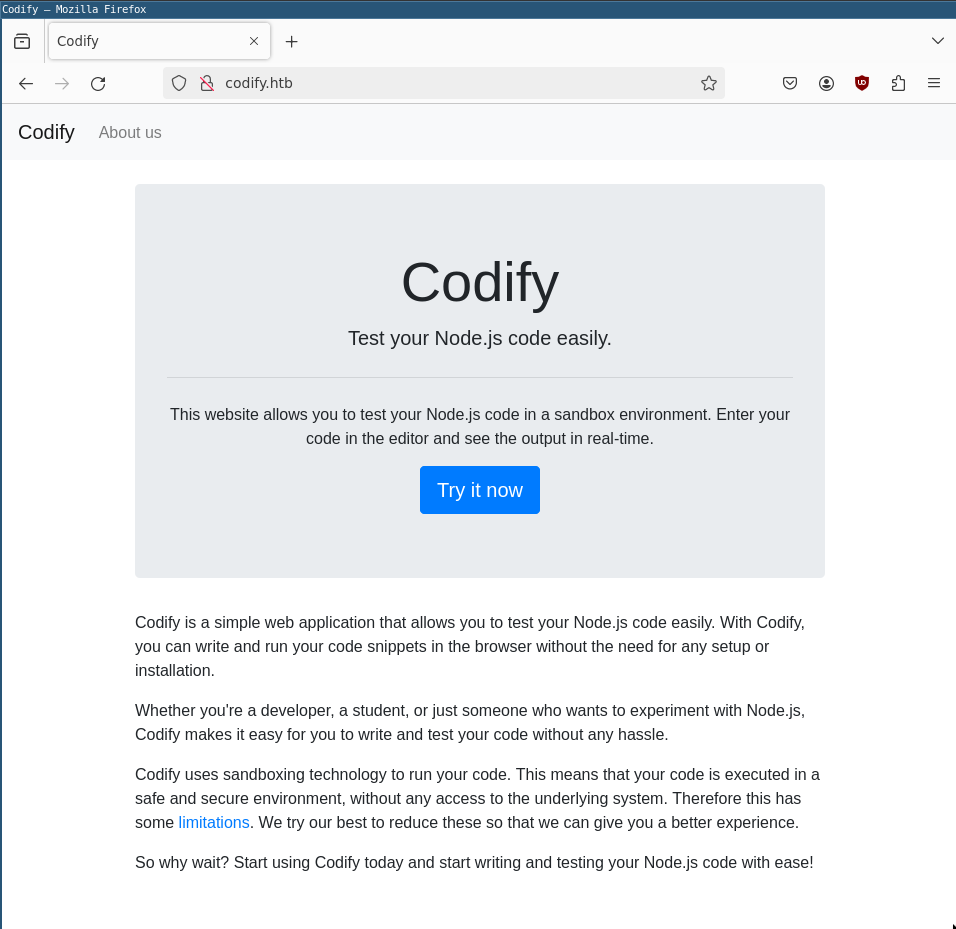 Codify — Mozilla Firefox
Codify
codify.htb
Codify About us
Codify
Test your Node.js code easily.
This website allows you to test your Node.js code in a sandbox environment. Enter your
code in the editor and see the output in real-time.
Try it now
Codify is a simple web application that allows you to test your Node.js code easily. With Codify,
you can write and run your code snippets in the browser without the need for any setup or
installation.
Whether you're a developer, a student, or just someone who wants to experiment with Node.js,
Codify makes it easy for you to write and test your code without any hassle.
Codify uses sandboxing technology to run your code. This means that your code is executed in a
safe and secure environment, without any access to the underlying system. Therefore this has
some limitations. We try our best to reduce these so that we can give you a better experience.
So why wait? Start using Codify today and start writing and testing your Node.js code with ease!